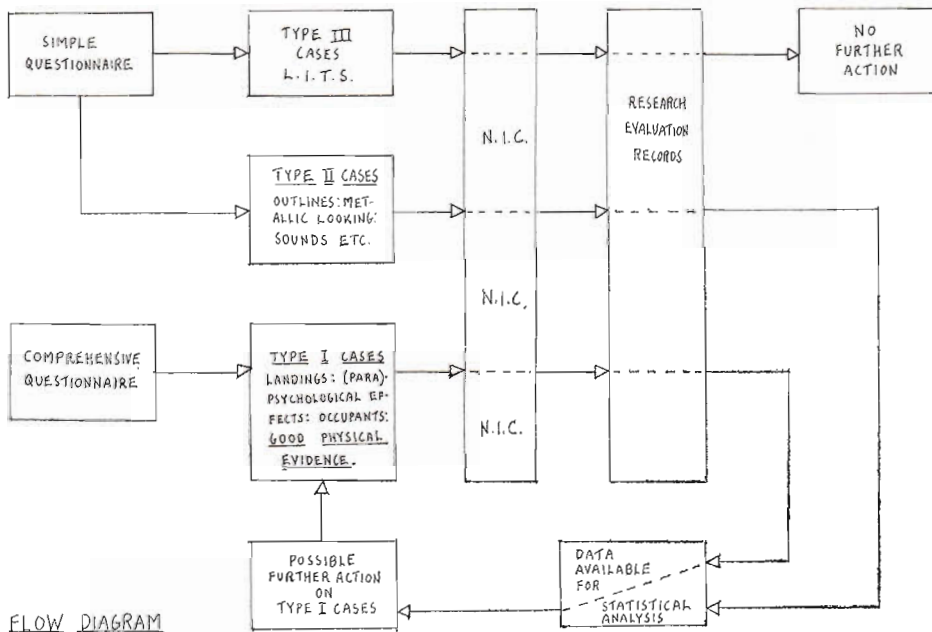 SIMPLE
QUESTIONNAIRE
TYPE III
CASES
L.I.T.S.
NO
FURTHER
ACTION
N.I.C.
RESEARCH
EVALUATION
RECORDS
TYPE II CASES
OUTLINES: MET-
ALLIC LOOKING:
SOUNDS ETC.
N.I.C.
COMPREHENSIVE
QUESTIONNAIRE
TYPE I CASES
LANDINGS: (PARA)-
PSYCHOLOGICAL EF-
FECTS: OCCUPANTS:
GOOD PHYSICAL
EVIDENCE.
N.I.C.
POSSIBLE
FURTHER ACTION
ON
TYPE I CASES
DATA
AVAILABLE
FOR
STATISTICAL
ANALYSIS
FLOW DIAGRAM